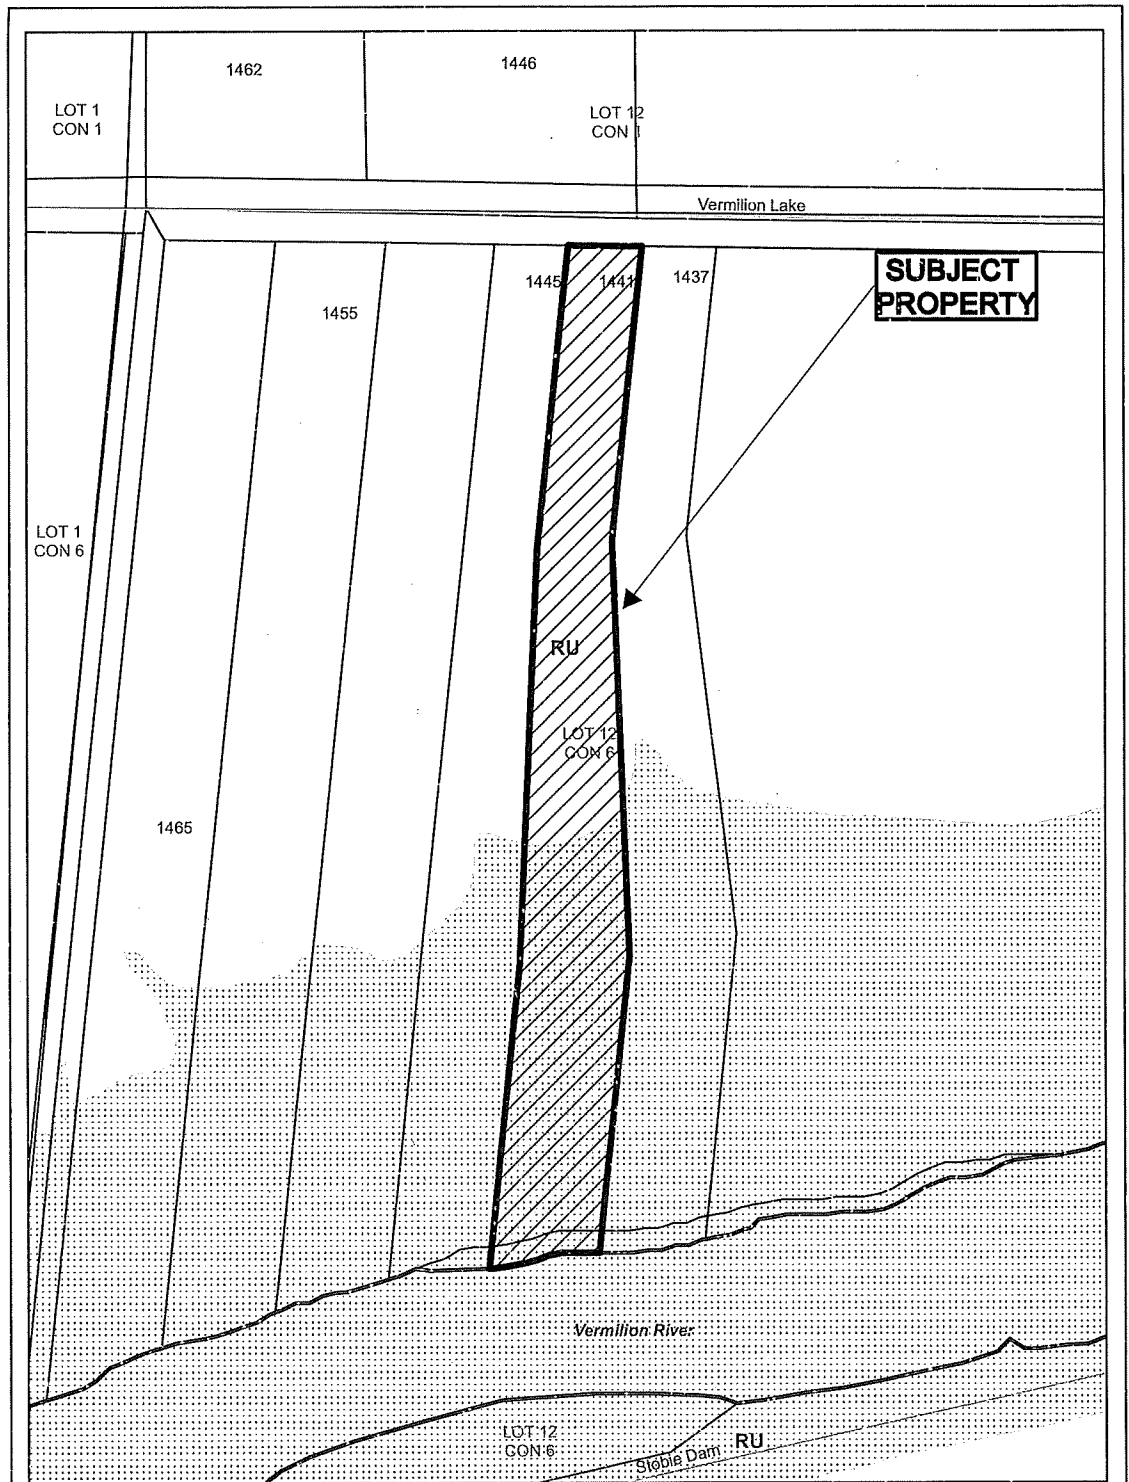 1462
1446
LOT 1
CON 1
LOT 12
CON 1
Vermilion Lake
SUBJECT
PROPERTY
1445
1441
1437
1455
LOT 1
CON 6
RU
LOT 12
CON 6
1465
Vermilion River
LOT 12
CON 6
Stobie Dam
RU